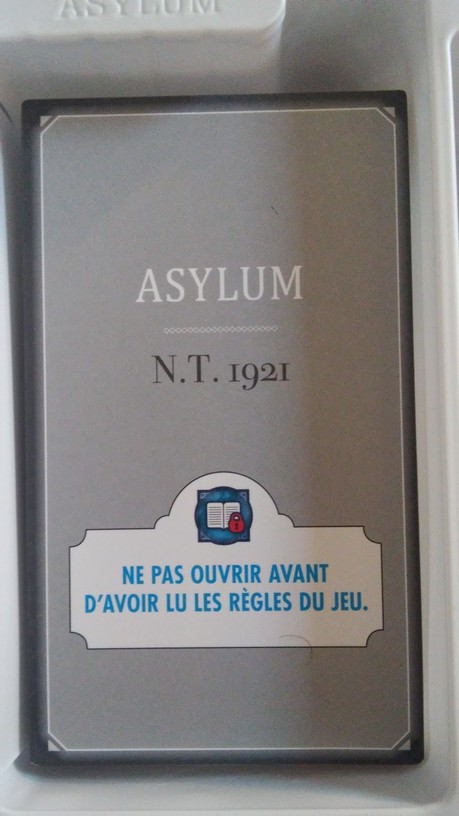 ASYLUM
ASYLUM
N.T. 1921
NE PAS OUVRIR AVANT
D'AVOIR LU LES RÈGLES DU JEU.